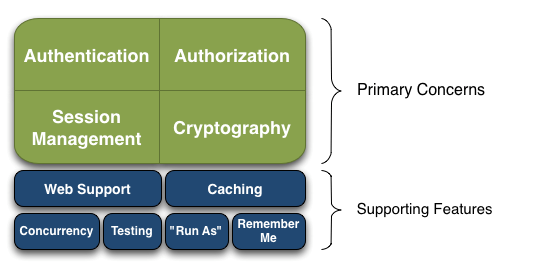 Authentication
Authorization
Primary Concerns
Session
Management
Cryptography
Web Support
Caching
Supporting Features
Concurrency
Testing
"Run As"
Remember
Me